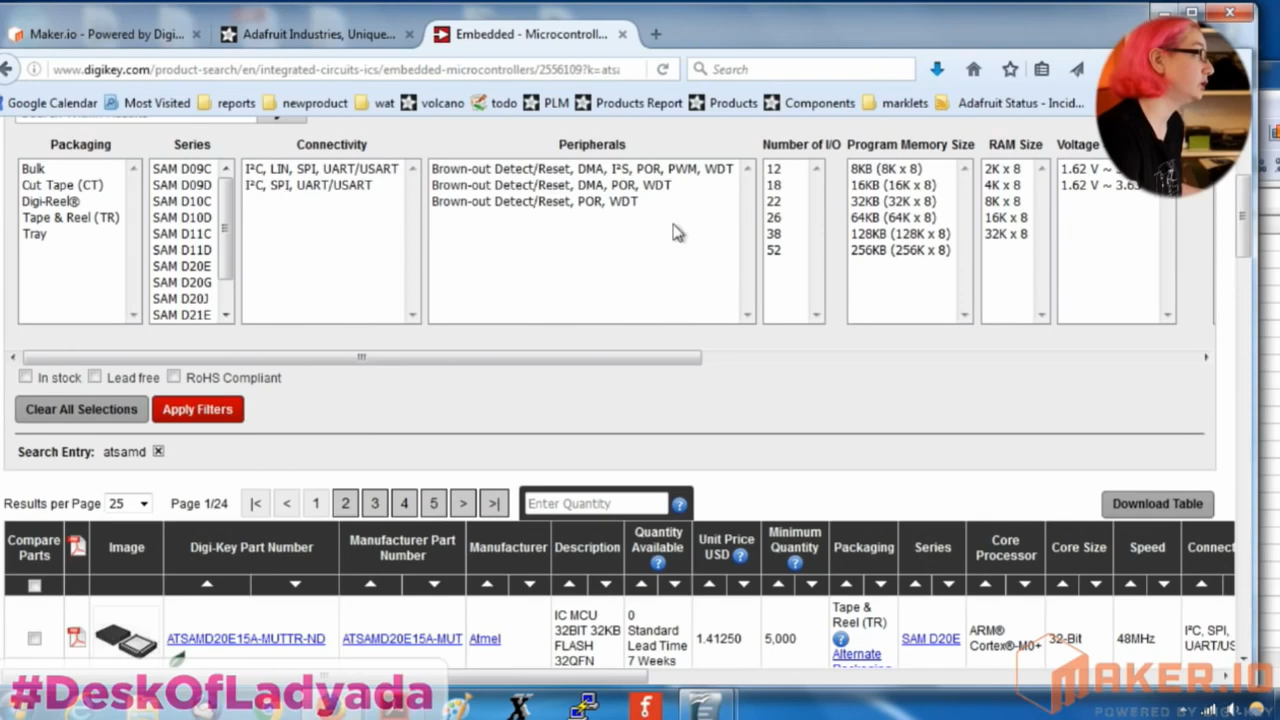 Maker.io - Powered by Digi...
Adafruit Industries, Unique...
Embedded - Microcontroll...
www.digikey.com/product-search/en/integrated-circuits-ics/embedded-microcontrollers/2556109?k=ats
Search
Google Calendar Most Visited reports newproduct wat volcano todo PLM Products Report Products Components marklets Adafruit Status - Incid...
Packaging Series Connectivity Peripherals Number of I/O Program Memory Size RAM Size Voltage
Bulk SAM D09C I²C, LIN, SPI, UART/USART Brown-out Detect/Reset, DMA, I²S, POR, PWM, WDT 12 8KB (8K x 8) 2K x 8 1.62 V ~
Cut Tape (CT) SAM D09D I²C, SPI, UART/USART Brown-out Detect/Reset, DMA, POR, WDT 18 16KB (16K x 8) 4K x 8 1.62 V ~ 3.63
Digi-Reel® SAM D10C Brown-out Detect/Reset, POR, WDT 22 32KB (32K x 8) 8K x 8
Tape & Reel (TR) SAM D10D 26 64KB (64K x 8) 16K x 8
Tray SAM D11C 38 128KB (128K x 8) 32K x 8
SAM D11D 52 256KB (256K x 8)
SAM D20E
SAM D20G
SAM D20J
SAM D21E
In stock Lead free RoHS Compliant
Clear All Selections Apply Filters
Search Entry: atsamd
Results per Page 25 Page 1/24 |< < 1 2 3 4 5 > >| Enter Quantity Download Table
Compare Parts Image Digi-Key Part Number Manufacturer Part Number Manufacturer Description Quantity Available Unit Price USD Minimum Quantity Packaging Series Core Processor Core Size Speed Connect
ATSAMD20E15A-MUTTR-ND ATSAMD20E15A-MUT Atmel IC MCU 32BIT 32KB FLASH 32QFN 0 Standard Lead Time 7 Weeks 1.41250 5,000 Tape & Reel (TR) Alternate Packaging SAM D20E ARM® Cortex®-M0+ 32-Bit 48MHz I²C, SPI, UART/US
#DeskOfLadyada
MAKER.IO
POWERED BY DIGI-KEY